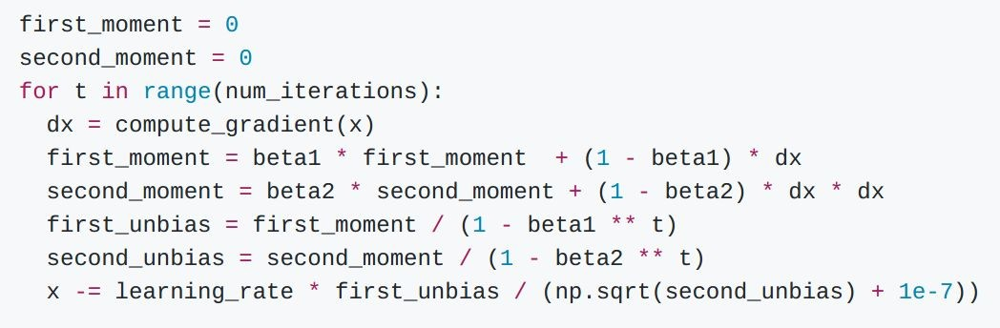 first_moment = 0
second_moment = 0
for t in range(num_iterations):
  dx = compute_gradient(x)
  first_moment = beta1 * first_moment  + (1 - beta1) * dx
  second_moment = beta2 * second_moment + (1 - beta2) * dx * dx
  first_unbias = first_moment / (1 - beta1 ** t)
  second_unbias = second_moment / (1 - beta2 ** t)
  x -= learning_rate * first_unbias / (np.sqrt(second_unbias) + 1e-7))